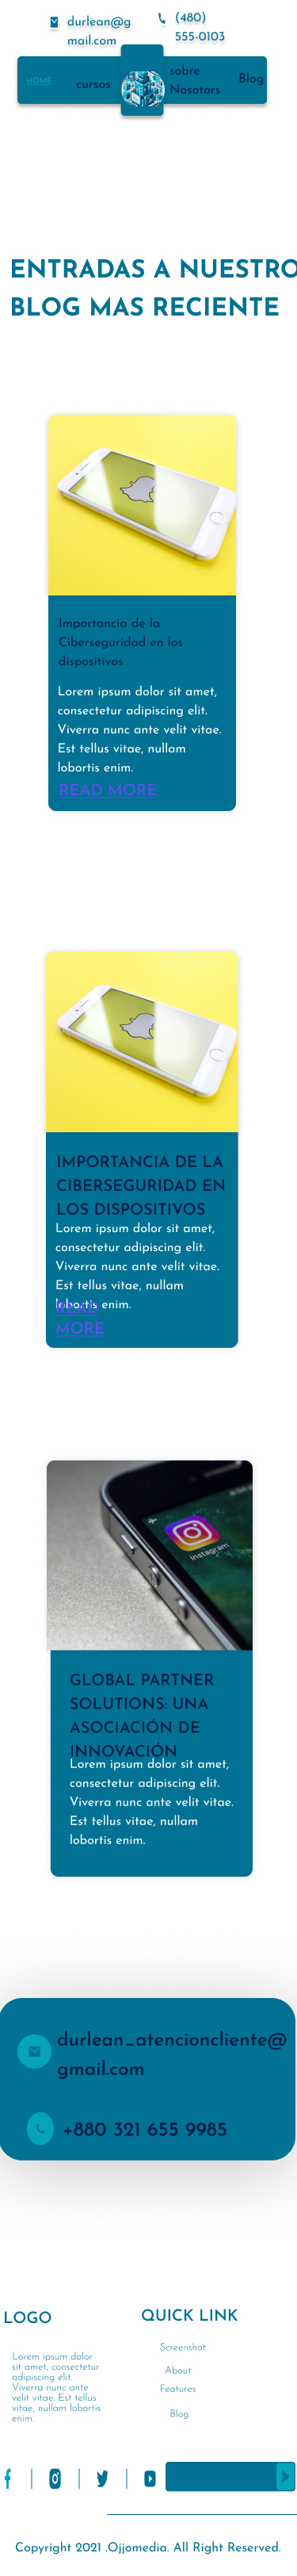 durlean@g
mail.com
(480)
555-0103
HOME
cursos
sobre
Nosotors
Blog
ENTRADAS A NUESTRO
BLOG MAS RECIENTE
Importancia de la
Ciberseguridad en los
dispositivos
Lorem ipsum dolor sit amet,
consectetur adipiscing elit.
Viverra nunc ante velit vitae.
Est tellus vitae, nullam
lobortis enim.
READ MORE
IMPORTANCIA DE LA
CIBERSEGURIDAD EN
LOS DISPOSITIVOS
Lorem ipsum dolor sit amet,
consectetur adipiscing elit.
Viverra nunc ante velit vitae.
Est tellus vitae, nullam
lobortis enim.
READ
MORE
Instagram
GLOBAL PARTNER
SOLUTIONS: UNA
ASOCIACIÓN DE
INNOVACIÓN
Lorem ipsum dolor sit amet,
consectetur adipiscing elit.
Viverra nunc ante velit vitae.
Est tellus vitae, nullam
lobortis enim.
durlean_atencioncliente@
gmail.com
+880 321 655 9985
LOGO
Lorem ipsum dolor
sit amet, consectetur
adipiscing elit.
Viverra nunc ante
velit vitae. Est tellus
vitae, nullam lobortis
enim.
QUICK LINK
Screenshot
About
Features
Blog
Copyright 2021 .Ojjomedia. All Right Reserved.